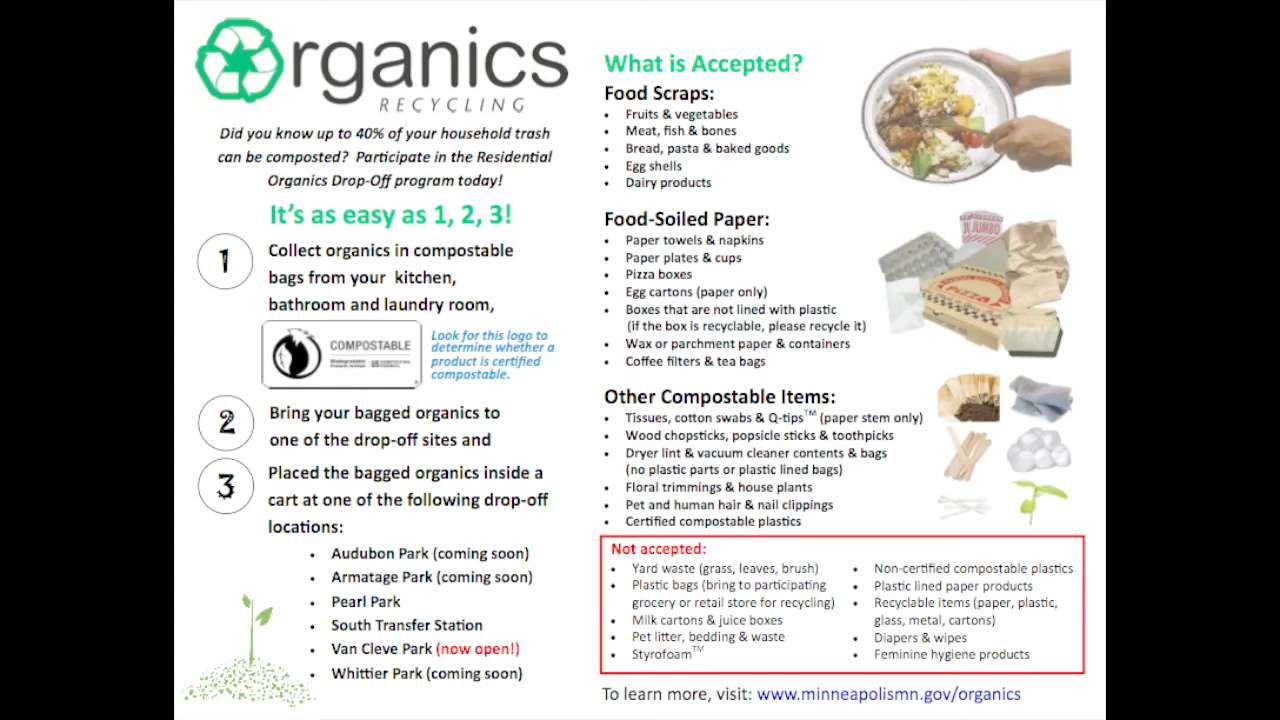 Organics
RECYCLING
Did you know up to 40% of your household trash
can be composted? Participate in the Residential
Organics Drop-Off program today!
It's as easy as 1, 2, 3!
1
Collect organics in compostable
bags from your kitchen,
bathroom and laundry room,
COMPOSTABLE
Look for this logo to
determine whether a
product is certified
compostable.
2
Bring your bagged organics to
one of the drop-off sites and
3
Placed the bagged organics inside a
cart at one of the following drop-off
locations:
• Audubon Park (coming soon)
• Armatage Park (coming soon)
• Pearl Park
• South Transfer Station
• Van Cleve Park (now open!)
• Whittier Park (coming soon)
What is Accepted?
Food Scraps:
• Fruits & vegetables
• Meat, fish & bones
• Bread, pasta & baked goods
• Egg shells
• Dairy products
Food-Soiled Paper:
• Paper towels & napkins
• Paper plates & cups
• Pizza boxes
• Egg cartons (paper only)
• Boxes that are not lined with plastic
(if the box is recyclable, please recycle it)
• Wax or parchment paper & containers
• Coffee filters & tea bags
JUMBO
Pizza
Other Compostable Items:
• Tissues, cotton swabs & Q-tips™ (paper stem only)
• Wood chopsticks, popsicle sticks & toothpicks
• Dryer lint & vacuum cleaner contents & bags
(no plastic parts or plastic lined bags)
• Floral trimmings & house plants
• Pet and human hair & nail clippings
• Certified compostable plastics
Not accepted:
• Yard waste (grass, leaves, brush)
• Plastic bags (bring to participating
grocery or retail store for recycling)
• Milk cartons & juice boxes
• Pet litter, bedding & waste
• Styrofoam™
• Non-certified compostable plastics
• Plastic lined paper products
• Recyclable items (paper, plastic,
glass, metal, cartons)
• Diapers & wipes
• Feminine hygiene products
To learn more, visit: www.minneapolismn.gov/organics